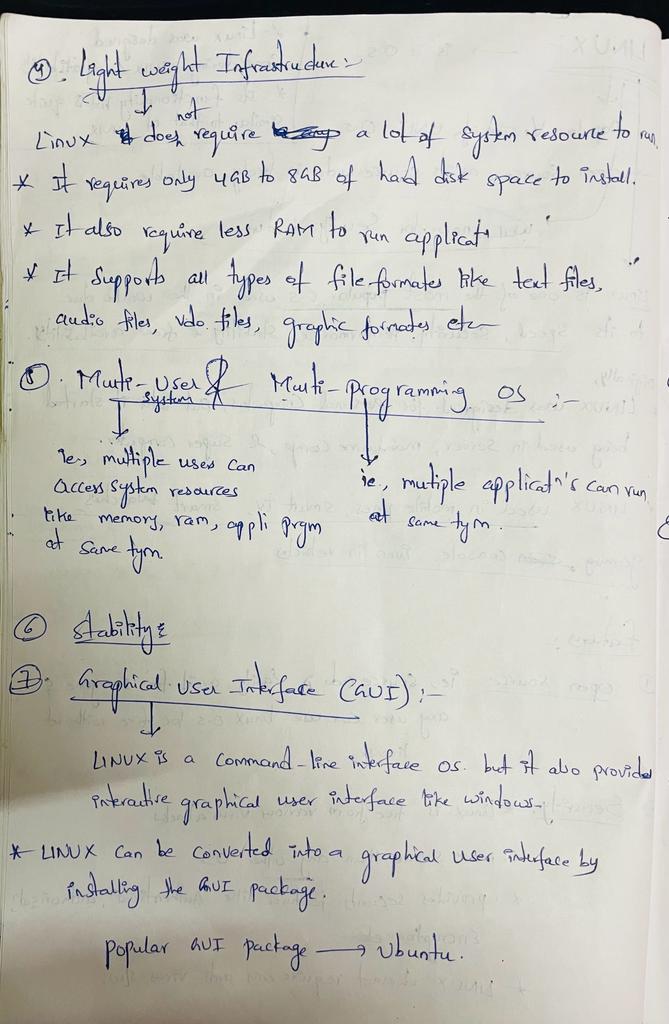 ④. Light weight Infrastructure :-
not
Linux does require a lot of system resource to run
* It requires only 4GB to 8GB of hard disk space to install.
* It also require less RAM to run applicatⁿ
* It supports all types of file formates like text files,
audio files, vdo. files, graphic formates etc
⑤. Multi-User & Multi-programming OS :-
system
ie., multiple users can
access system resources
like memory, ram, appli prgm
at same tym.
ie., mutiple applicatⁿ's can run
at same tym.
⑥ Stability :
⑦. Graphical User Interface (GUI) :-
LINUX is a command-line interface OS. but it also provides
interactive graphical user interface like windows.
* LINUX can be converted into a graphical user interface by
installing the GUI package.
popular GUI package → Ubuntu.